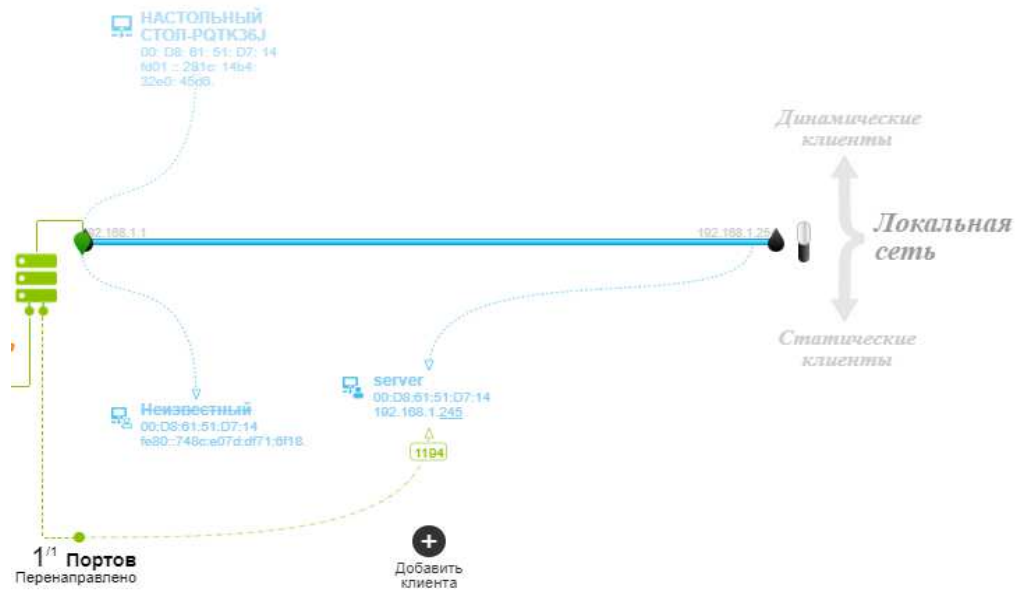 НАСТОЛЬНЫЙ
СТОЛ-PQTK36J
00: D8: 61: 51: D7: 14
fd01 :: 281c: 14b4:
32e0: 45d6.
Динамические
клиенты
192.168.1.1
192.168.1.25
Локальная
сеть
Статические
клиенты
server
00:D8:61:51:D7:14
192.168.1.245
Неизвестный
00:D8:61:51:D7:14
fe80::748c:e07d:df71:6f18.
1194
1/1 Портов
Перенаправлено
Добавить
клиента